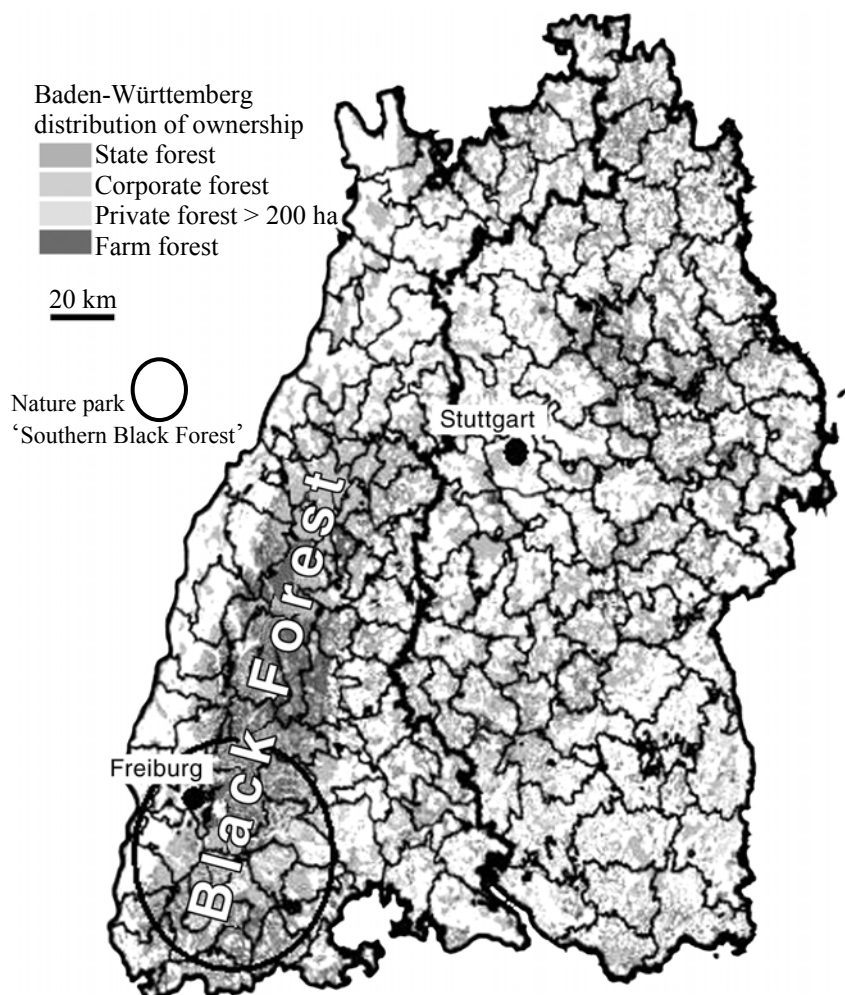 Baden-Württemberg
distribution of ownership
State forest
Corporate forest
Private forest > 200 ha
Farm forest
20 km
Nature park
‘Southern Black Forest’
Stuttgart
Freiburg
Black Forest